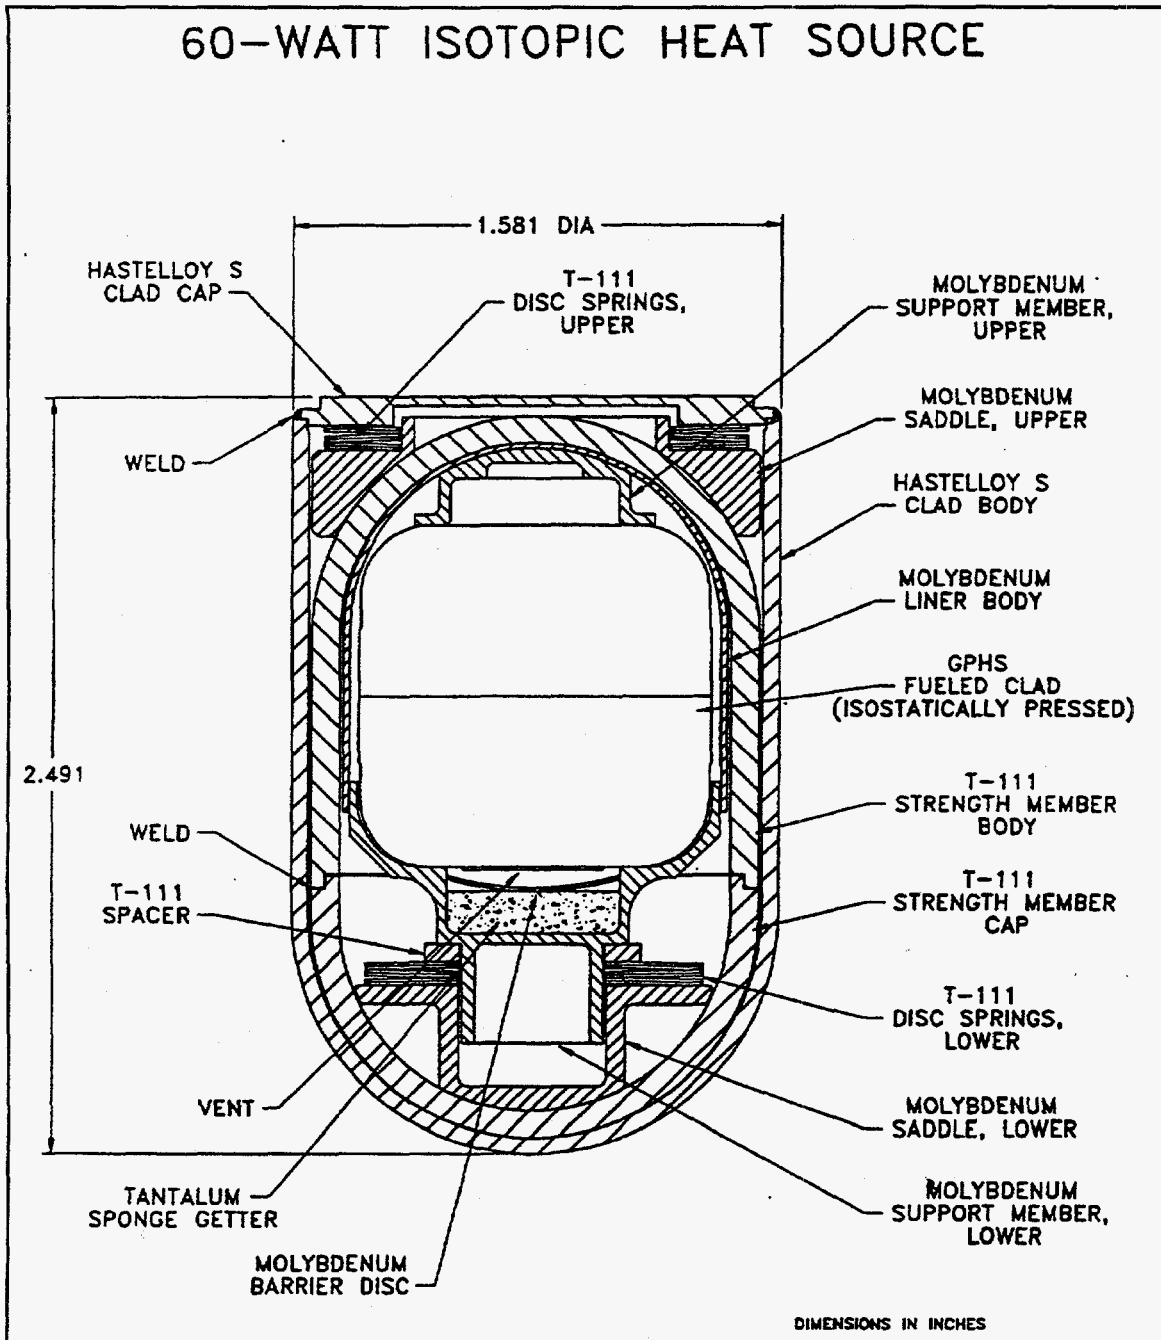 60-WATT ISOTOPIC HEAT SOURCE
1.581 DIA
HASTELLOY S
CLAD CAP
T-111
DISC SPRINGS,
UPPER
MOLYBDENUM
SUPPORT MEMBER,
UPPER
MOLYBDENUM
SADDLE, UPPER
WELD
HASTELLOY S
CLAD BODY
MOLYBDENUM
LINER BODY
GPHS
FUELED CLAD
(ISOSTATICALLY PRESSED)
2.491
T-111
STRENGTH MEMBER
BODY
WELD
T-111
SPACER
T-111
STRENGTH MEMBER
CAP
T-111
DISC SPRINGS,
LOWER
VENT
MOLYBDENUM
SADDLE, LOWER
TANTALUM
SPONGE GETTER
MOLYBDENUM
SUPPORT MEMBER,
LOWER
MOLYBDENUM
BARRIER DISC
DIMENSIONS IN INCHES